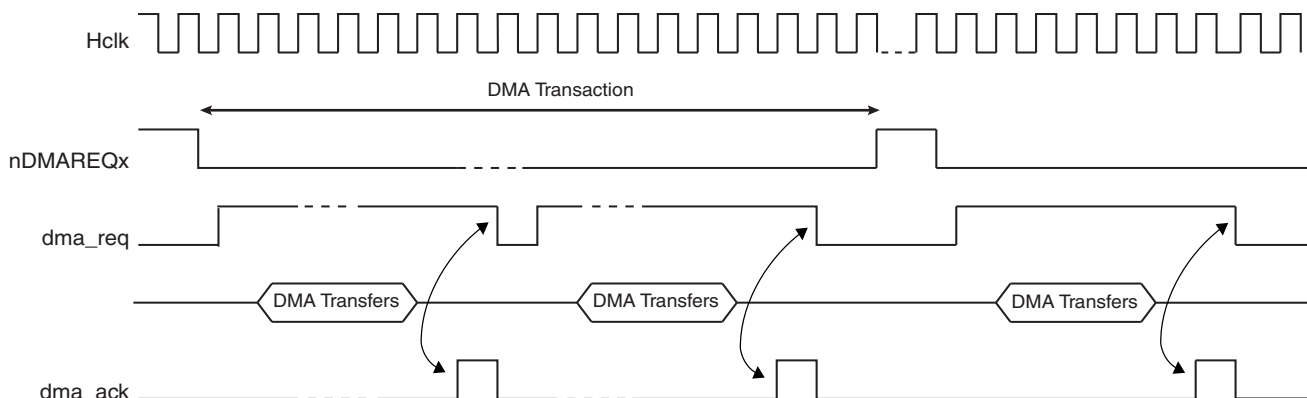 Hclk
DMA Transaction
nDMAREQx
dma_req
DMA Transfers DMA Transfers DMA Transfers
dma_ack